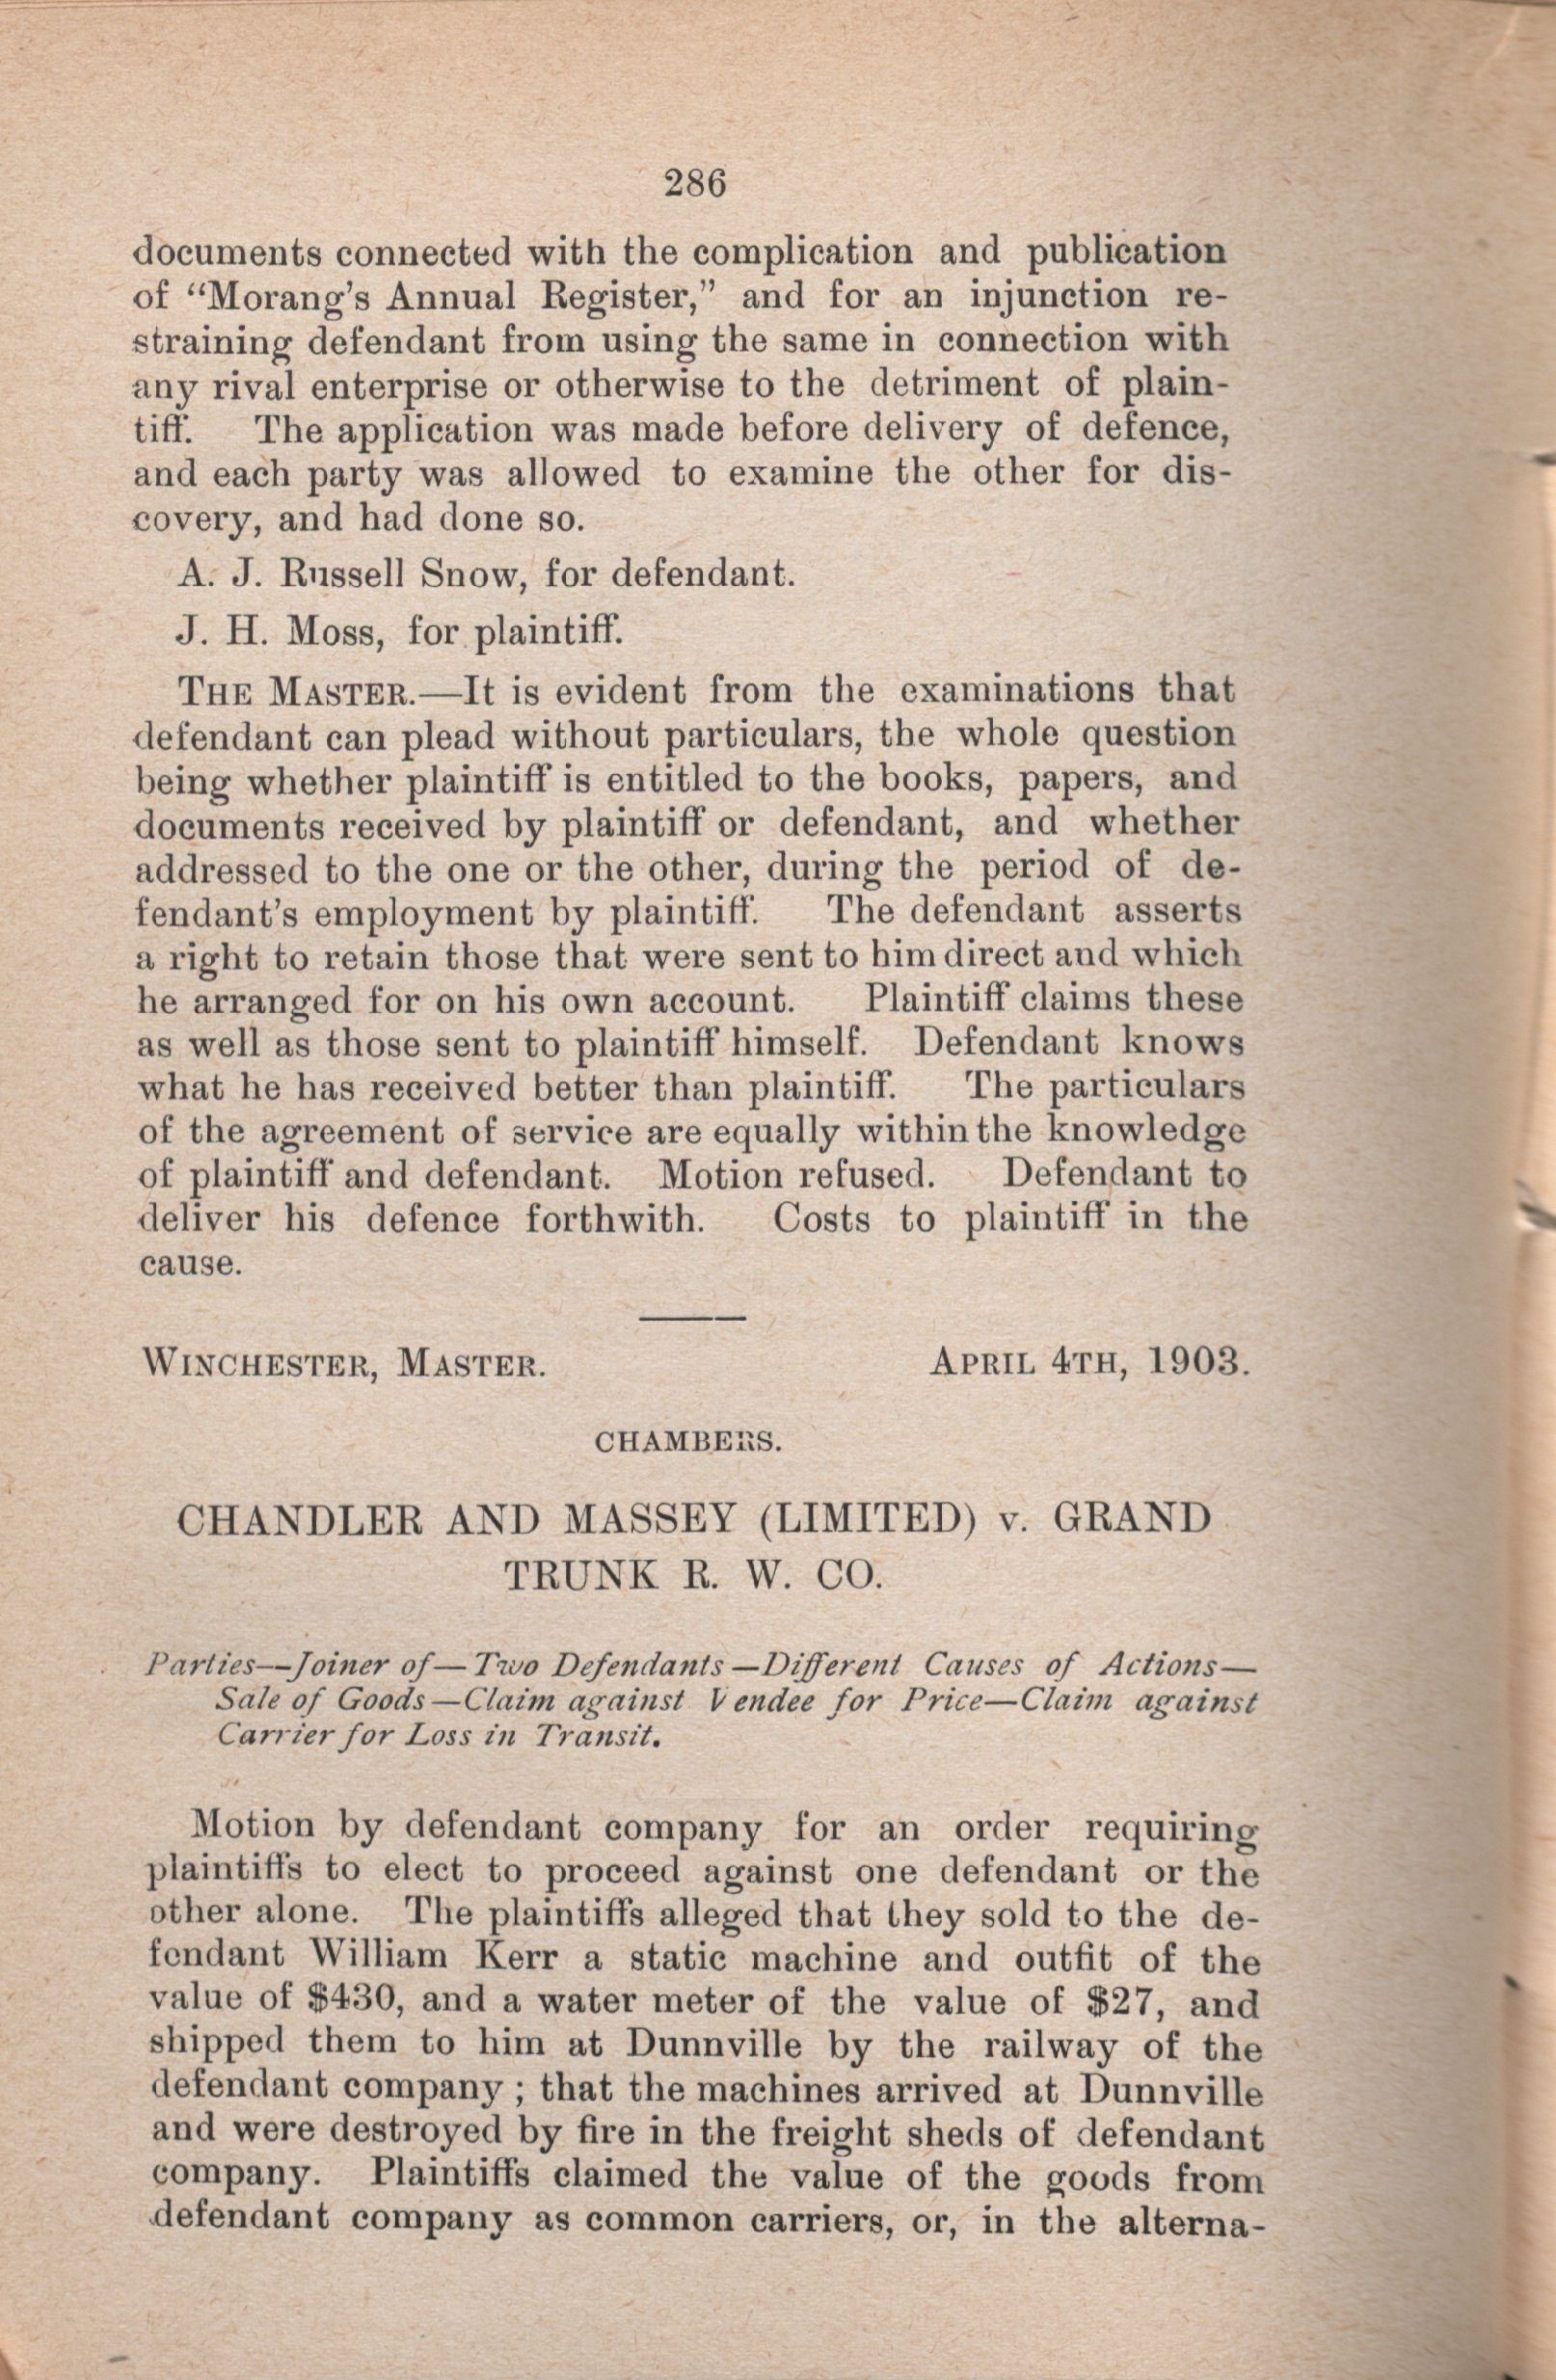 286
documents connected with the complication and publication
of “Morang’s Annual Register,” and for an injunction re-
straining defendant from using the same in connection with
any rival enterprise or otherwise to the detriment of plain-
tiff. The application was made before delivery of defence,
and each party was allowed to examine the other for dis-
covery, and had done so.
A. J. Russell Snow, for defendant.
J. H. Moss, for plaintiff.
THE MASTER.—It is evident from the examinations that
defendant can plead without particulars, the whole question
being whether plaintiff is entitled to the books, papers, and
documents received by plaintiff or defendant, and whether
addressed to the one or the other, during the period of de-
fendant’s employment by plaintiff. The defendant asserts
a right to retain those that were sent to him direct and which
he arranged for on his own account. Plaintiff claims these
as well as those sent to plaintiff himself. Defendant knows
what he has received better than plaintiff. The particulars
of the agreement of service are equally within the knowledge
of plaintiff and defendant. Motion refused. Defendant to
deliver his defence forthwith. Costs to plaintiff in the
cause.
WINCHESTER, MASTER. APRIL 4TH, 1903.
CHAMBERS.
CHANDLER AND MASSEY (LIMITED) v. GRAND
TRUNK R. W. CO.
Parties—Joiner of—Two Defendants—Different Causes of Actions—
Sale of Goods—Claim against Vendee for Price—Claim against
Carrier for Loss in Transit.
Motion by defendant company for an order requiring
plaintiffs to elect to proceed against one defendant or the
other alone. The plaintiffs alleged that they sold to the de-
fendant William Kerr a static machine and outfit of the
value of $430, and a water meter of the value of $27, and
shipped them to him at Dunnville by the railway of the
defendant company ; that the machines arrived at Dunnville
and were destroyed by fire in the freight sheds of defendant
company. Plaintiffs claimed the value of the goods from
defendant company as common carriers, or, in the alterna-